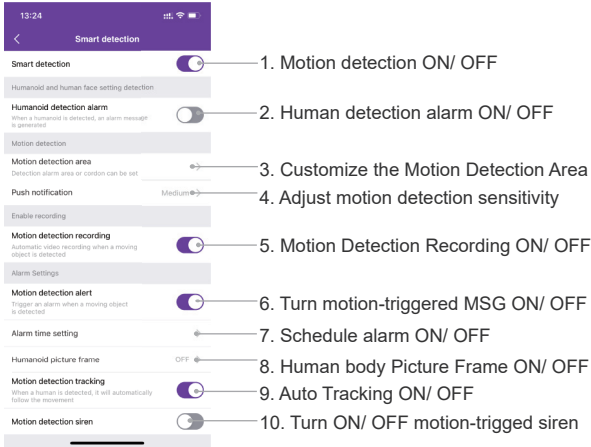 13:24
Smart detection
Smart detection
1. Motion detection ON/ OFF
Humanoid and human face setting detection
Humanoid detection alarm
When a humanoid is detected, an alarm message
is generated
2. Human detection alarm ON/ OFF
Motion detection
Motion detection area
Detection alarm area or cordon can be set
3. Customize the Motion Detection Area
Push notification
Medium
4. Adjust motion detection sensitivity
Enable recording
Motion detection recording
Automatic video recording when a moving
object is detected
5. Motion Detection Recording ON/ OFF
Alarm Settings
Motion detection alert
Trigger an alarm when a moving object
is detected
6. Turn motion-triggered MSG ON/ OFF
Alarm time setting
7. Schedule alarm ON/ OFF
Humanoid picture frame
OFF
8. Human body Picture Frame ON/ OFF
Motion detection tracking
When a human is detected, it will automatically
follow the movement
9. Auto Tracking ON/ OFF
Motion detection siren
10. Turn ON/ OFF motion-trigged siren